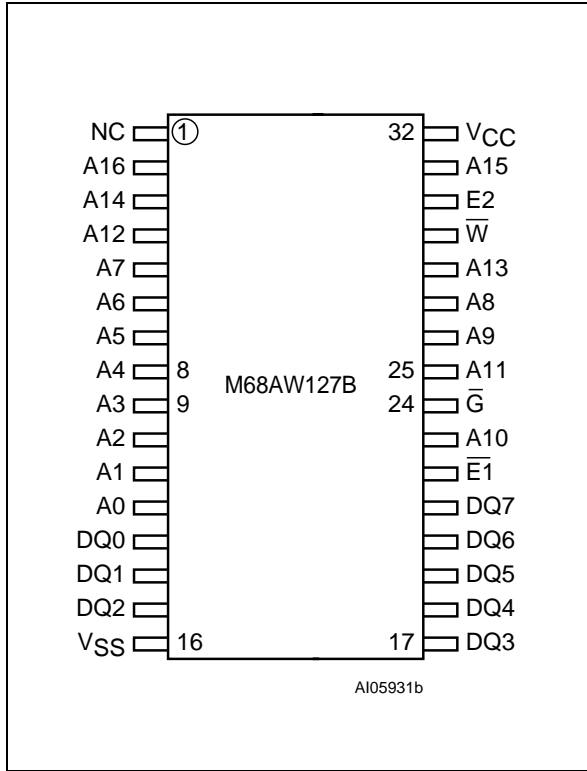 NC 1 32 VCC
A16 A15
A14 E2
A12 W̅
A7 A13
A6 A8
A5 A9
A4 8 25 A11
M68AW127B
A3 9 24 G̅
A2 A10
A1 E̅1̅
A0 DQ7
DQ0 DQ6
DQ1 DQ5
DQ2 DQ4
VSS 16 17 DQ3
AI05931b